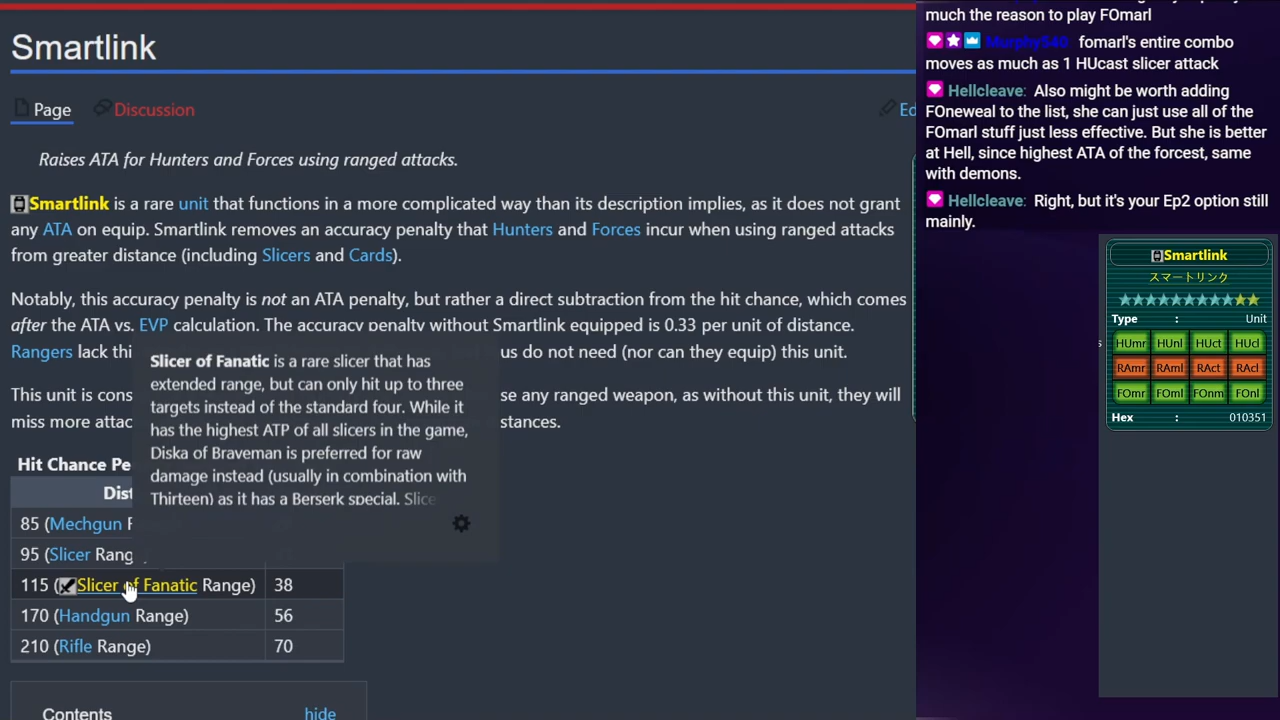 Smartlink
Page
Discussion
Ed
Raises ATA for Hunters and Forces using ranged attacks.
Smartlink is a rare unit that functions in a more complicated way than its description implies, as it does not grant
any ATA on equip. Smartlink removes an accuracy penalty that Hunters and Forces incur when using ranged attacks
from greater distance (including Slicers and Cards).
Notably, this accuracy penalty is not an ATA penalty, but rather a direct subtraction from the hit chance, which comes
after the ATA vs. EVP calculation. The accuracy penalty without Smartlink equipped is 0.33 per unit of distance.
Rangers lack thi
us do not need (nor can they equip) this unit.
This unit is cons
se any ranged weapon, as without this unit, they will
miss more attac
stances.
Slicer of Fanatic is a rare slicer that has
extended range, but can only hit up to three
targets instead of the standard four. While it
has the highest ATP of all slicers in the game,
Diska of Braveman is preferred for raw
damage instead (usually in combination with
Thirteen) as it has a Berserk special. Slice
Hit Chance Pe
Dist
85 (Mechgun R
95 (Slicer Rang
115 (Slicer of Fanatic Range) 38
170 (Handgun Range) 56
210 (Rifle Range) 70
Contents hide
much the reason to play FOmarl
Murphy540 fomarl's entire combo
moves as much as 1 HUcast slicer attack
Hellcleave: Also might be worth adding
FOneweal to the list, she can just use all of the
FOmarl stuff just less effective. But she is better
at Hell, since highest ATA of the forcest, same
with demons.
Hellcleave: Right, but it's your Ep2 option still
mainly.
Smartlink
スマートリンク
Type : Unit
HUmr HUnl HUct HUcl
RAmr RAml RAct RAcl
FOmr FOml FOnm FOnl
Hex : 010351